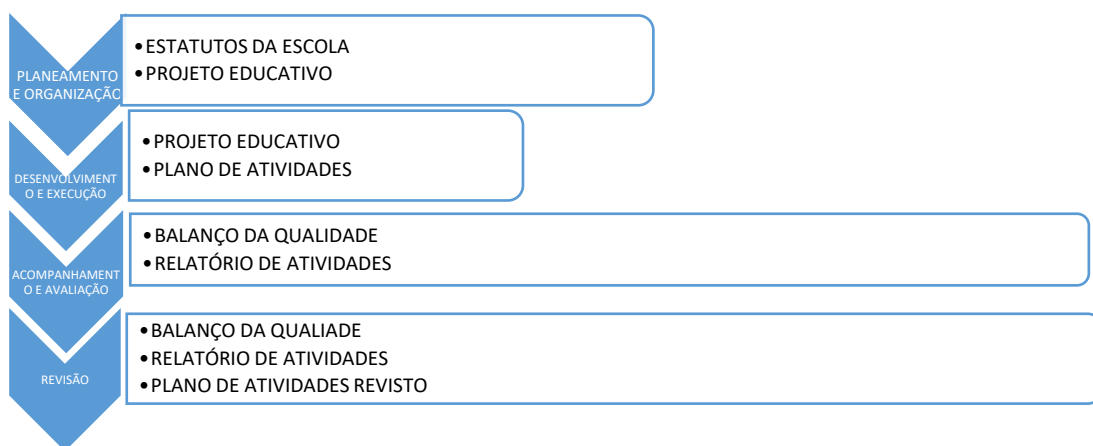 PLANEAMENTO
E ORGANIZAÇÃO
•ESTATUTOS DA ESCOLA
•PROJETO EDUCATIVO
DESENVOLVIMENT
O E EXECUÇÃO
•PROJETO EDUCATIVO
•PLANO DE ATIVIDADES
ACOMPANHAMENT
O E AVALIAÇÃO
•BALANÇO DA QUALIDADE
•RELATÓRIO DE ATIVIDADES
REVISÃO
•BALANÇO DA QUALIADE
•RELATÓRIO DE ATIVIDADES
•PLANO DE ATIVIDADES REVISTO